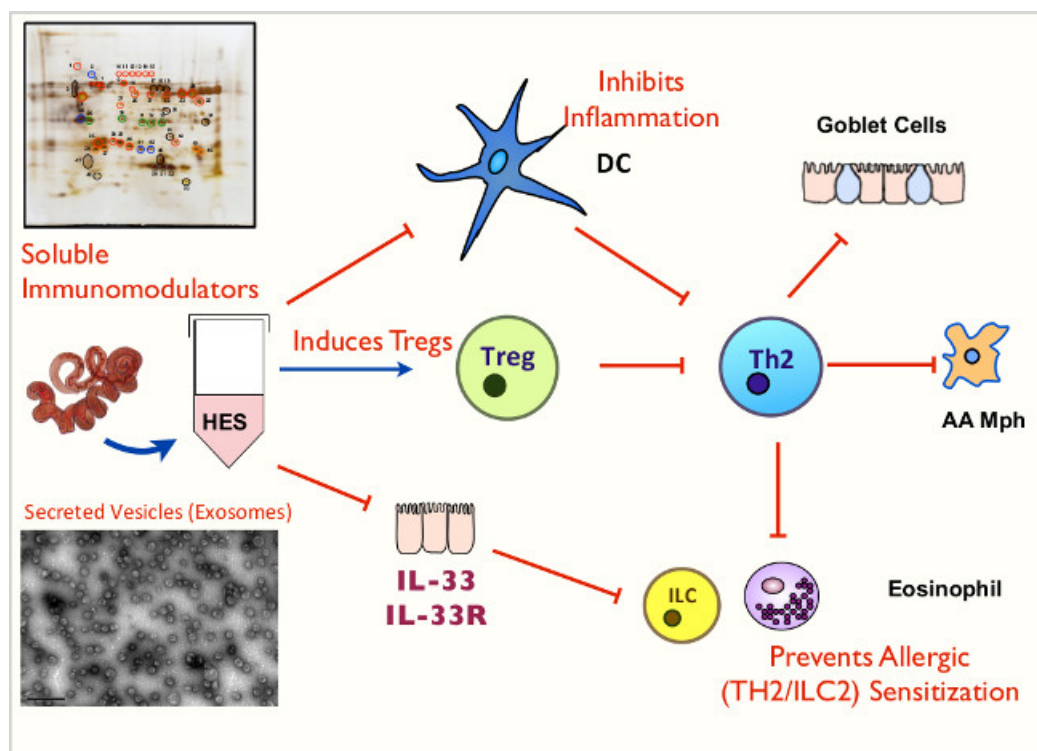 Inhibits
Inflammation
DC
Goblet Cells
Soluble
Immunomodulators
Induces Tregs
Treg
Th2
HES
AA Mph
Secreted Vesicles (Exosomes)
IL-33
IL-33R
ILC
Eosinophil
Prevents Allergic
(TH2/ILC2) Sensitization